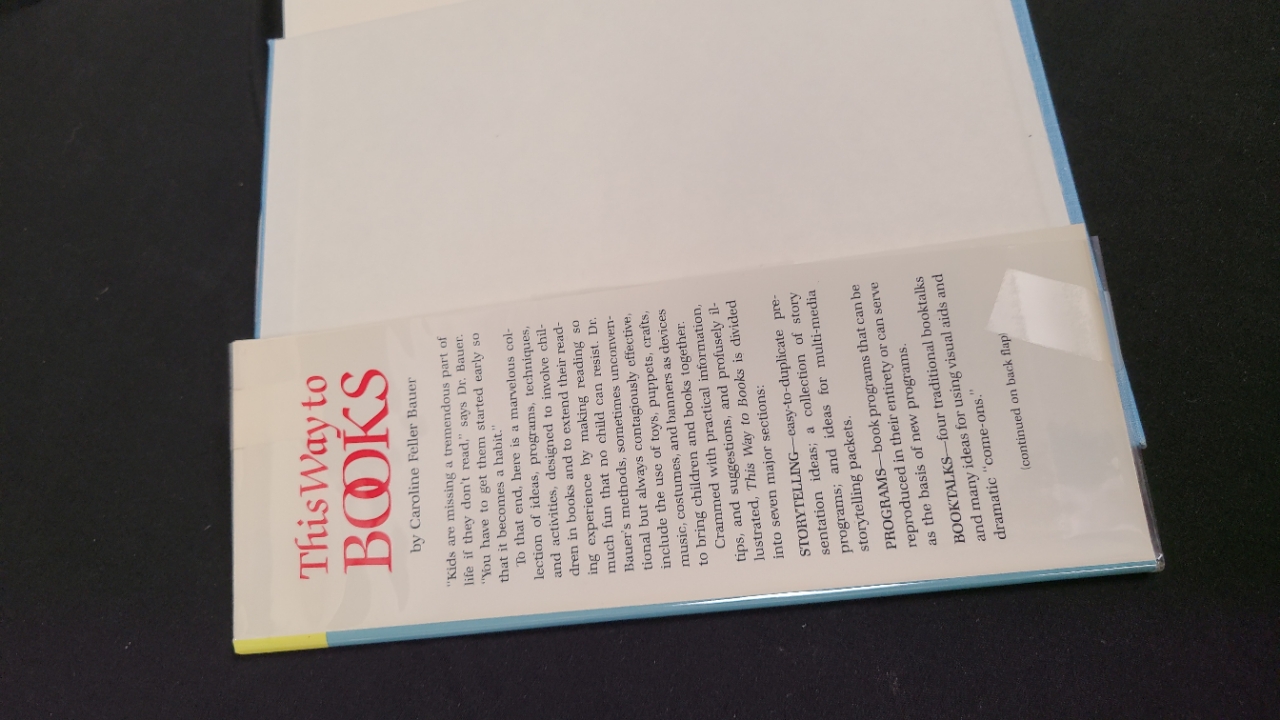 This Way to
BOOKS
by Caroline Feller Bauer
"Kids are missing a tremendous part of
life if they don't read," says Dr. Bauer.
"You have to get them started early so
that it becomes a habit."
To that end, here is a marvelous col-
lection of ideas, programs, techniques,
and activities, designed to involve chil-
dren in books and to extend their read-
ing experience by making reading so
much fun that no child can resist. Dr.
Bauer's methods, sometimes unconven-
tional but always contagiously effective,
include the use of toys, puppets, crafts,
music, costumes, and banners as devices
to bring children and books together.
Crammed with practical information,
tips, and suggestions, and profusely il-
lustrated, This Way to Books is divided
into seven major sections:
STORYTELLING—easy-to-duplicate pre-
sentation ideas; a collection of story
programs; and ideas for multi-media
storytelling packets.
PROGRAMS—book programs that can be
reproduced in their entirety or can serve
as the basis of new programs.
BOOKTALKS—four traditional booktalks
and many ideas for using visual aids and
dramatic "come-ons."
(continued on back flap)